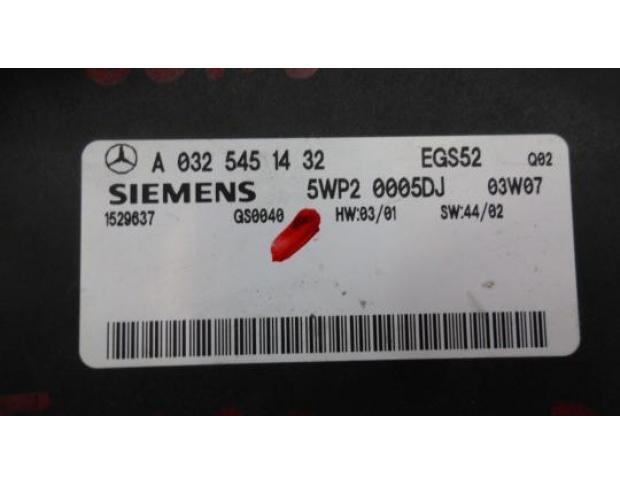 A 032 545 14 32 EGS52 Q02
SIEMENS 5WP2 0005DJ 03W07
1529637 GS0040 HW:03/01 SW:44/02